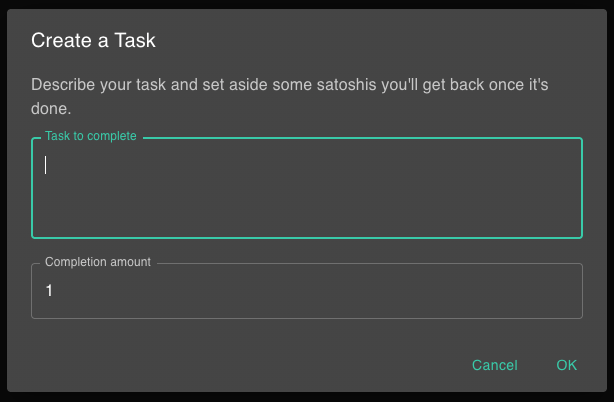 Create a Task
Describe your task and set aside some satoshis you'll get back once it's
done.
Task to complete
Completion amount
1
Cancel
OK